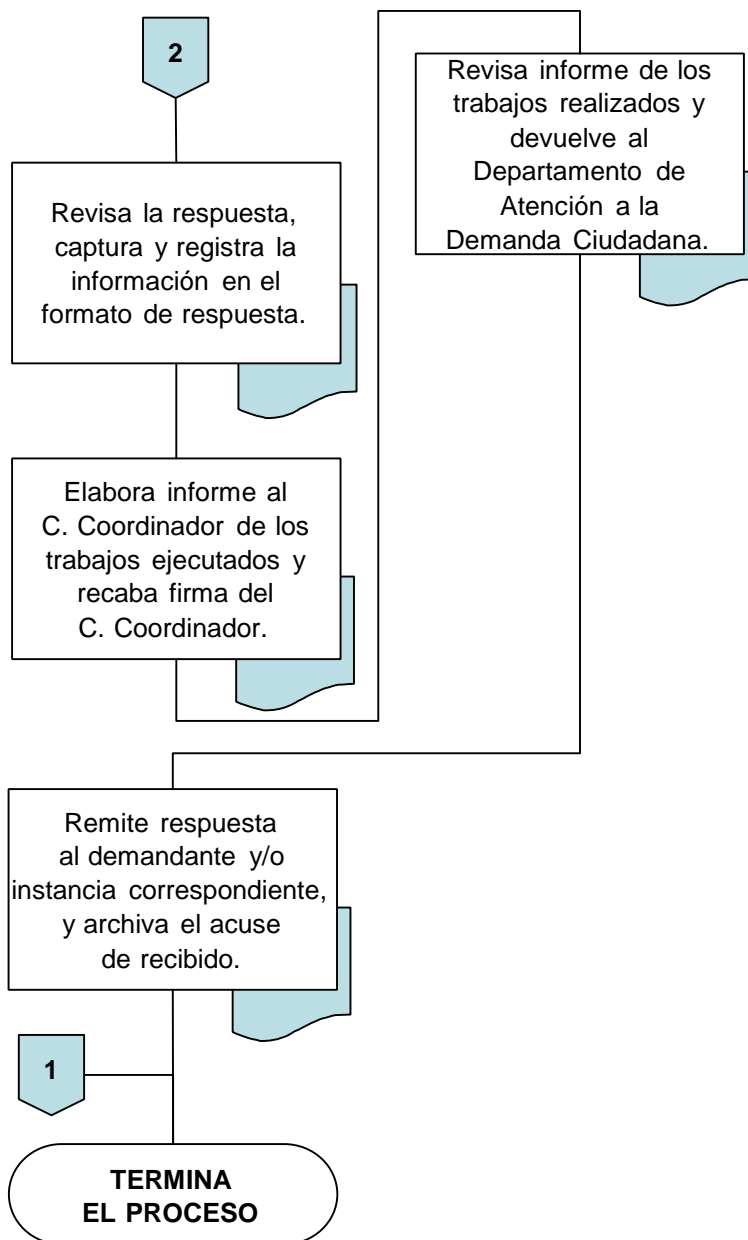 2
Revisa la respuesta,
captura y registra la
información en el
formato de respuesta.
Elabora informe al
C. Coordinador de los
trabajos ejecutados y
recaba firma del
C. Coordinador.
Revisa informe de los
trabajos realizados y
devuelve al
Departamento de
Atención a la
Demanda Ciudadana.
Remite respuesta
al demandante y/o
instancia correspondiente,
y archiva el acuse
de recibido.
1
TERMINA
EL PROCESO